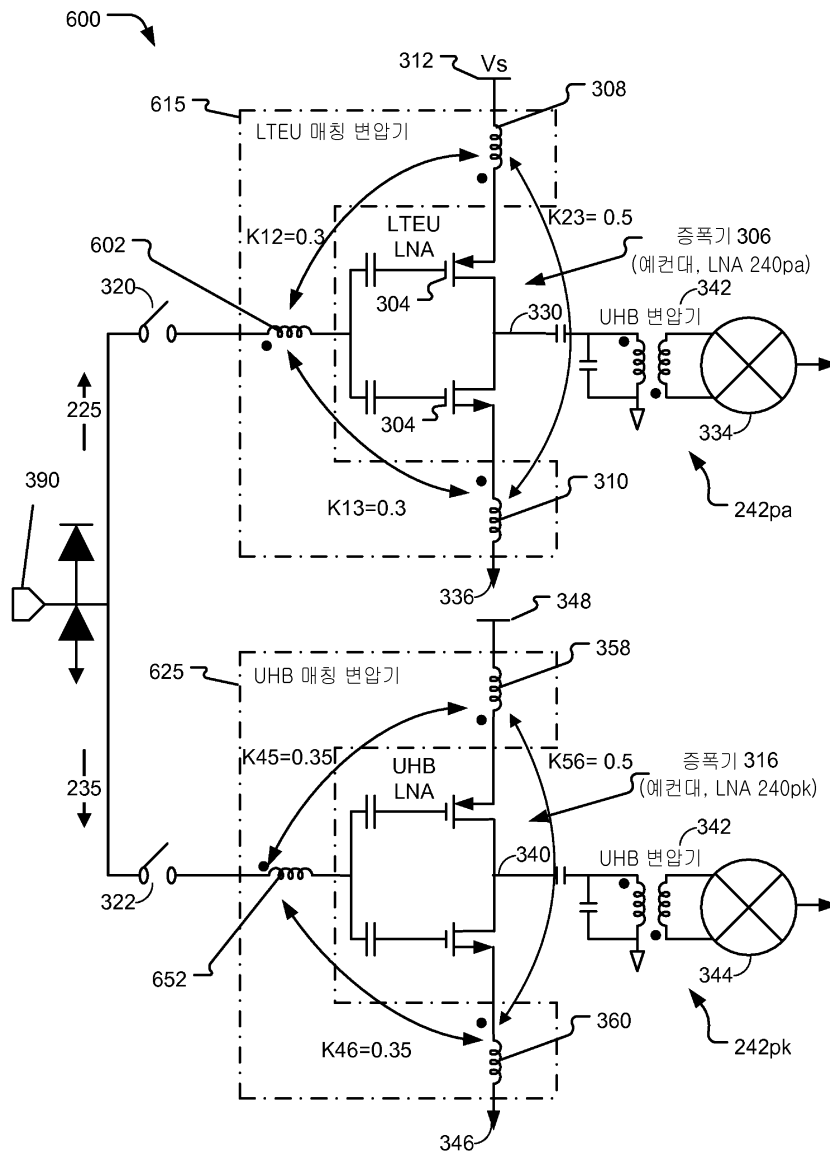 600
312
Vs
308
615
LTEU 매칭 변압기
K12=0.3
LTEU
LNA
K23= 0.5
602
증폭기 306
(예컨대, LNA 240pa)
320
304
330
342
UHB 변압기
225
304
334
390
K13=0.3
310
242pa
336
348
625
UHB 매칭 변압기
358
K45=0.35
UHB
LNA
K56= 0.5
증폭기 316
(예컨대, LNA 240pk)
235
342
340
UHB 변압기
322
652
344
360
K46=0.35
242pk
346